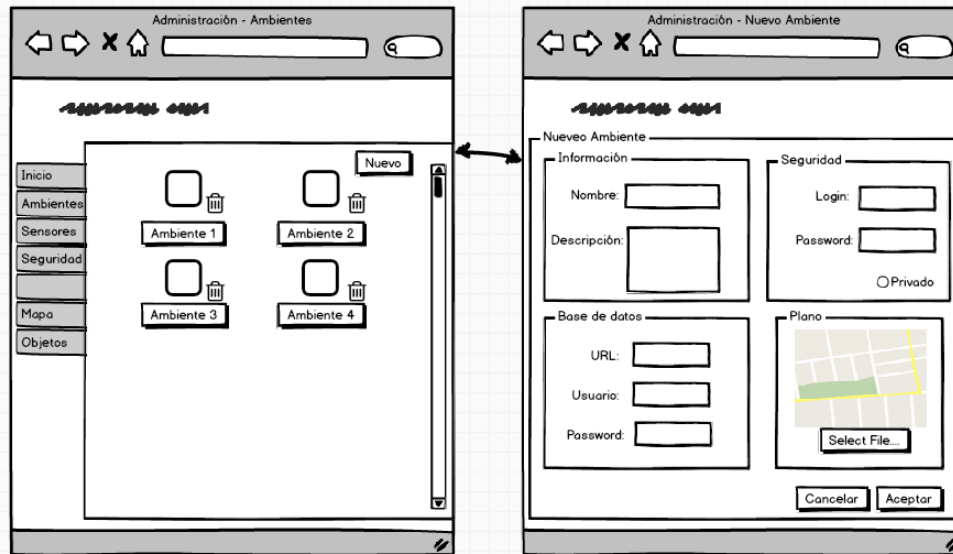 Administración - Ambientes
Nuevo
Inicio
Ambientes
Sensores
Seguridad
Mapa
Objetos
Ambiente 1
Ambiente 2
Ambiente 3
Ambiente 4
Administración - Nuevo Ambiente
Nueveo Ambiente
Información
Nombre:
Descripción:
Seguridad
Login:
Password:
Privado
Base de datos
URL:
Usuario:
Password:
Plano
Select File...
Cancelar
Aceptar